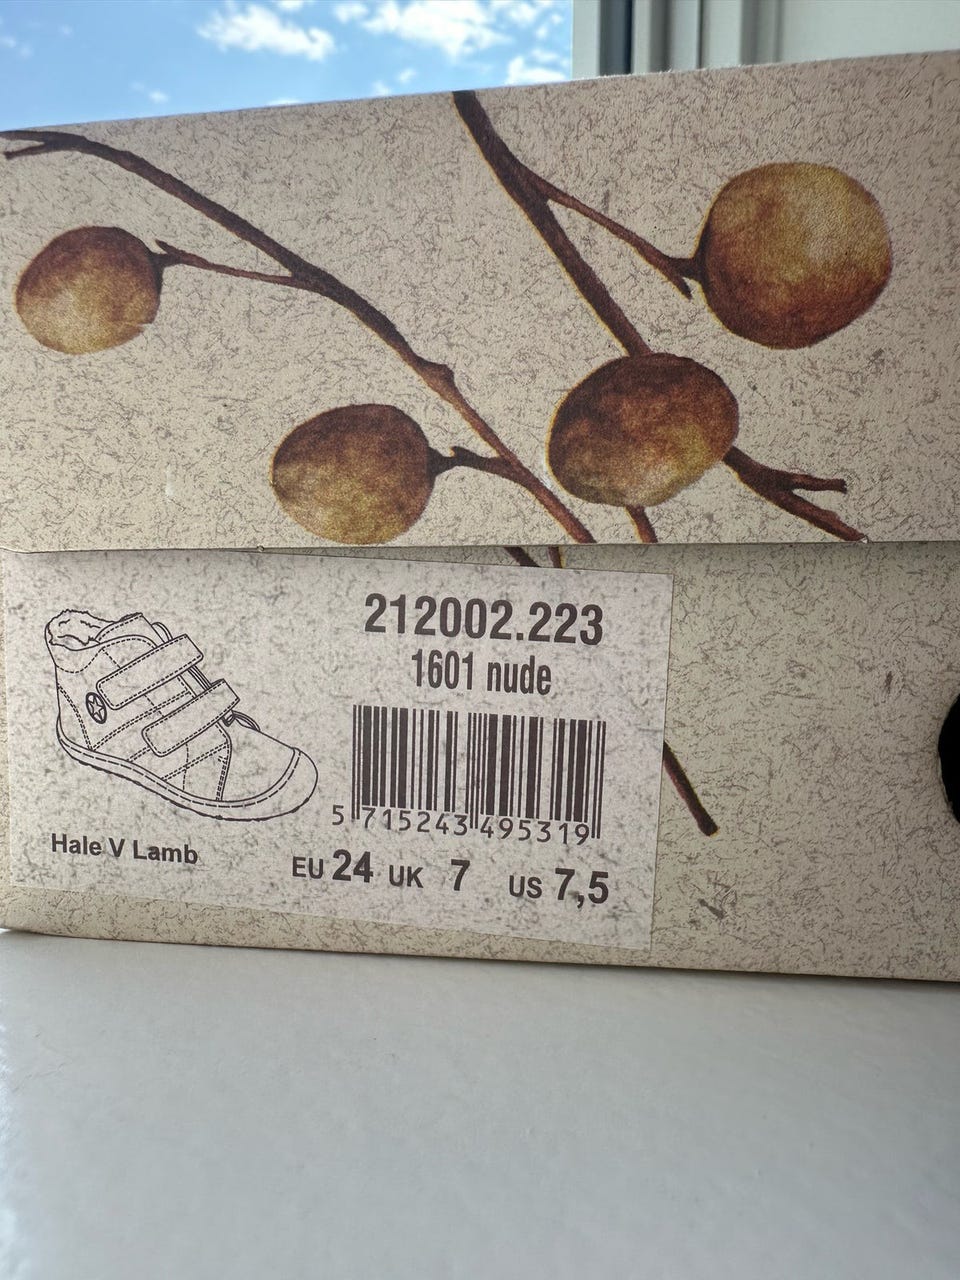 212002.223
1601 nude
5 715243 495319
Hale V Lamb
EU 24 UK 7 US 7,5